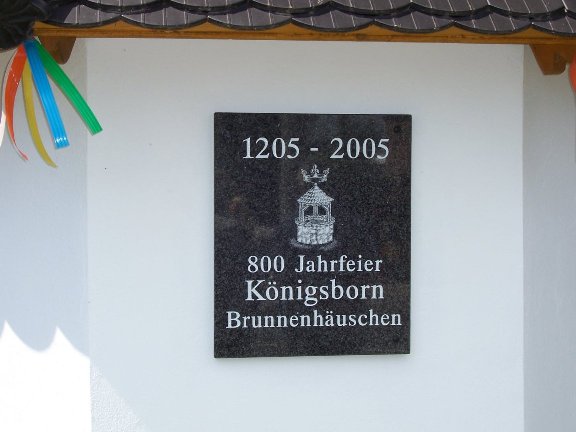 1205 - 2005
800 Jahrfeier
Königsborn
Brunnenhäuschen